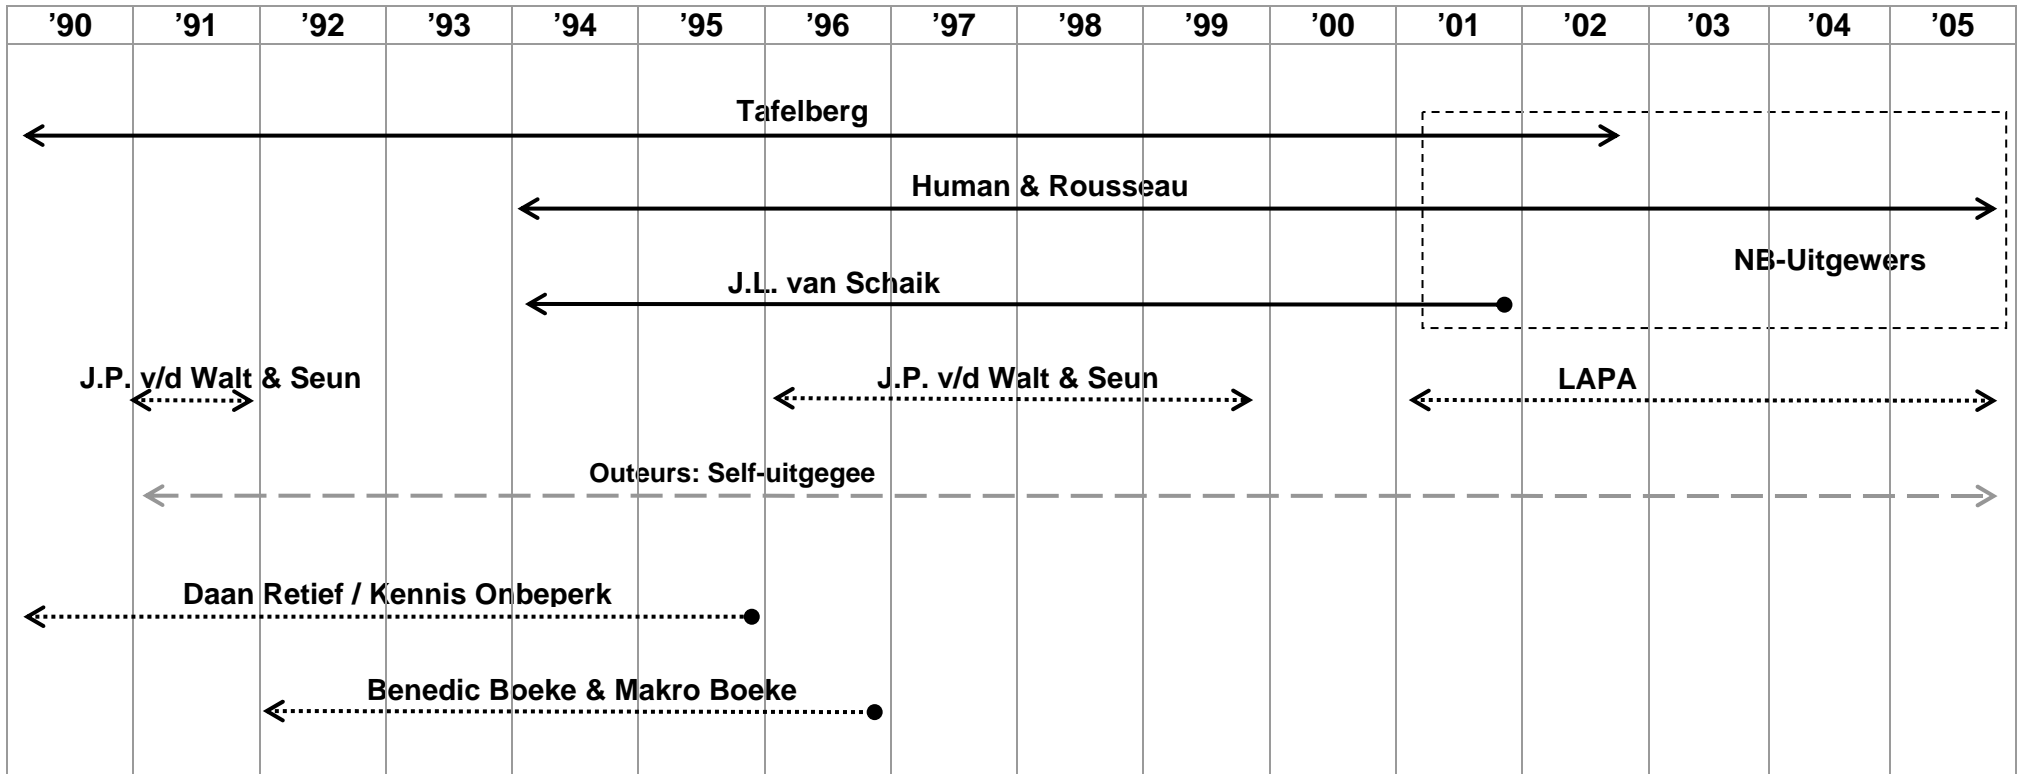 ’90 ’91 ’92 ’93 ’94 ’95 ’96 ’97 ’98 ’99 ’00 ’01 ’02 ’03 ’04 ’05
Tafelberg
Human & Rousseau
NB-Uitgewers
J.L. van Schaik
J.P. v/d Walt & Seun J.P. v/d Walt & Seun LAPA
Outeurs: Self-uitgegee
Daan Retief / Kennis Onbeperk
Benedic Boeke & Makro Boeke